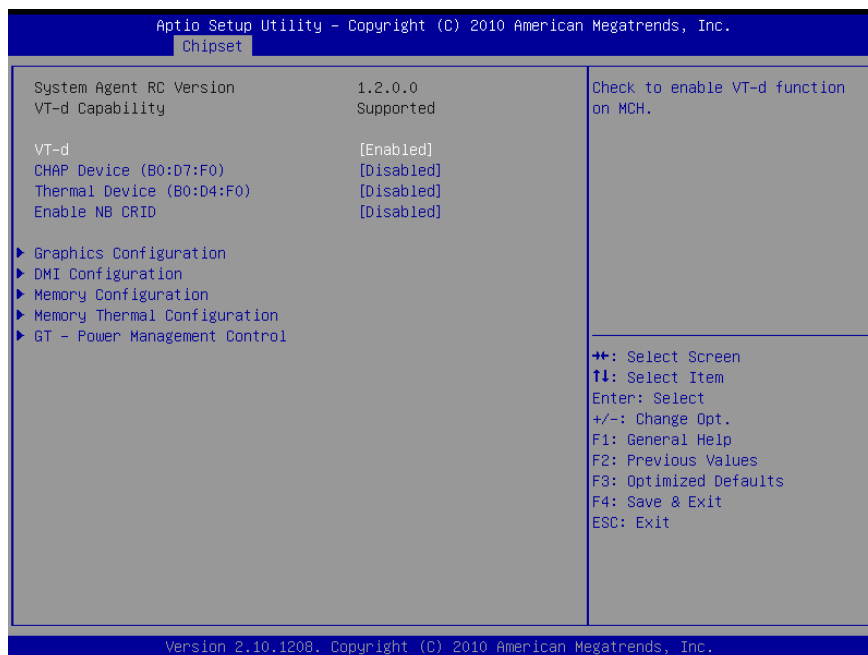 Aptio Setup Utility – Copyright (C) 2010 American Megatrends, Inc.
Chipset
System Agent RC Version 1.2.0.0
VT-d Capability Supported
VT-d [Enabled]
CHAP Device (B0:D7:F0) [Disabled]
Thermal Device (B0:D4:F0) [Disabled]
Enable NB CRID [Disabled]
Graphics Configuration
DMI Configuration
Memory Configuration
Memory Thermal Configuration
GT – Power Management Control
Check to enable VT-d function
on MCH.
→←: Select Screen
↑↓: Select Item
Enter: Select
+/-: Change Opt.
F1: General Help
F2: Previous Values
F3: Optimized Defaults
F4: Save & Exit
ESC: Exit
Version 2.10.1208. Copyright (C) 2010 American Megatrends, Inc.